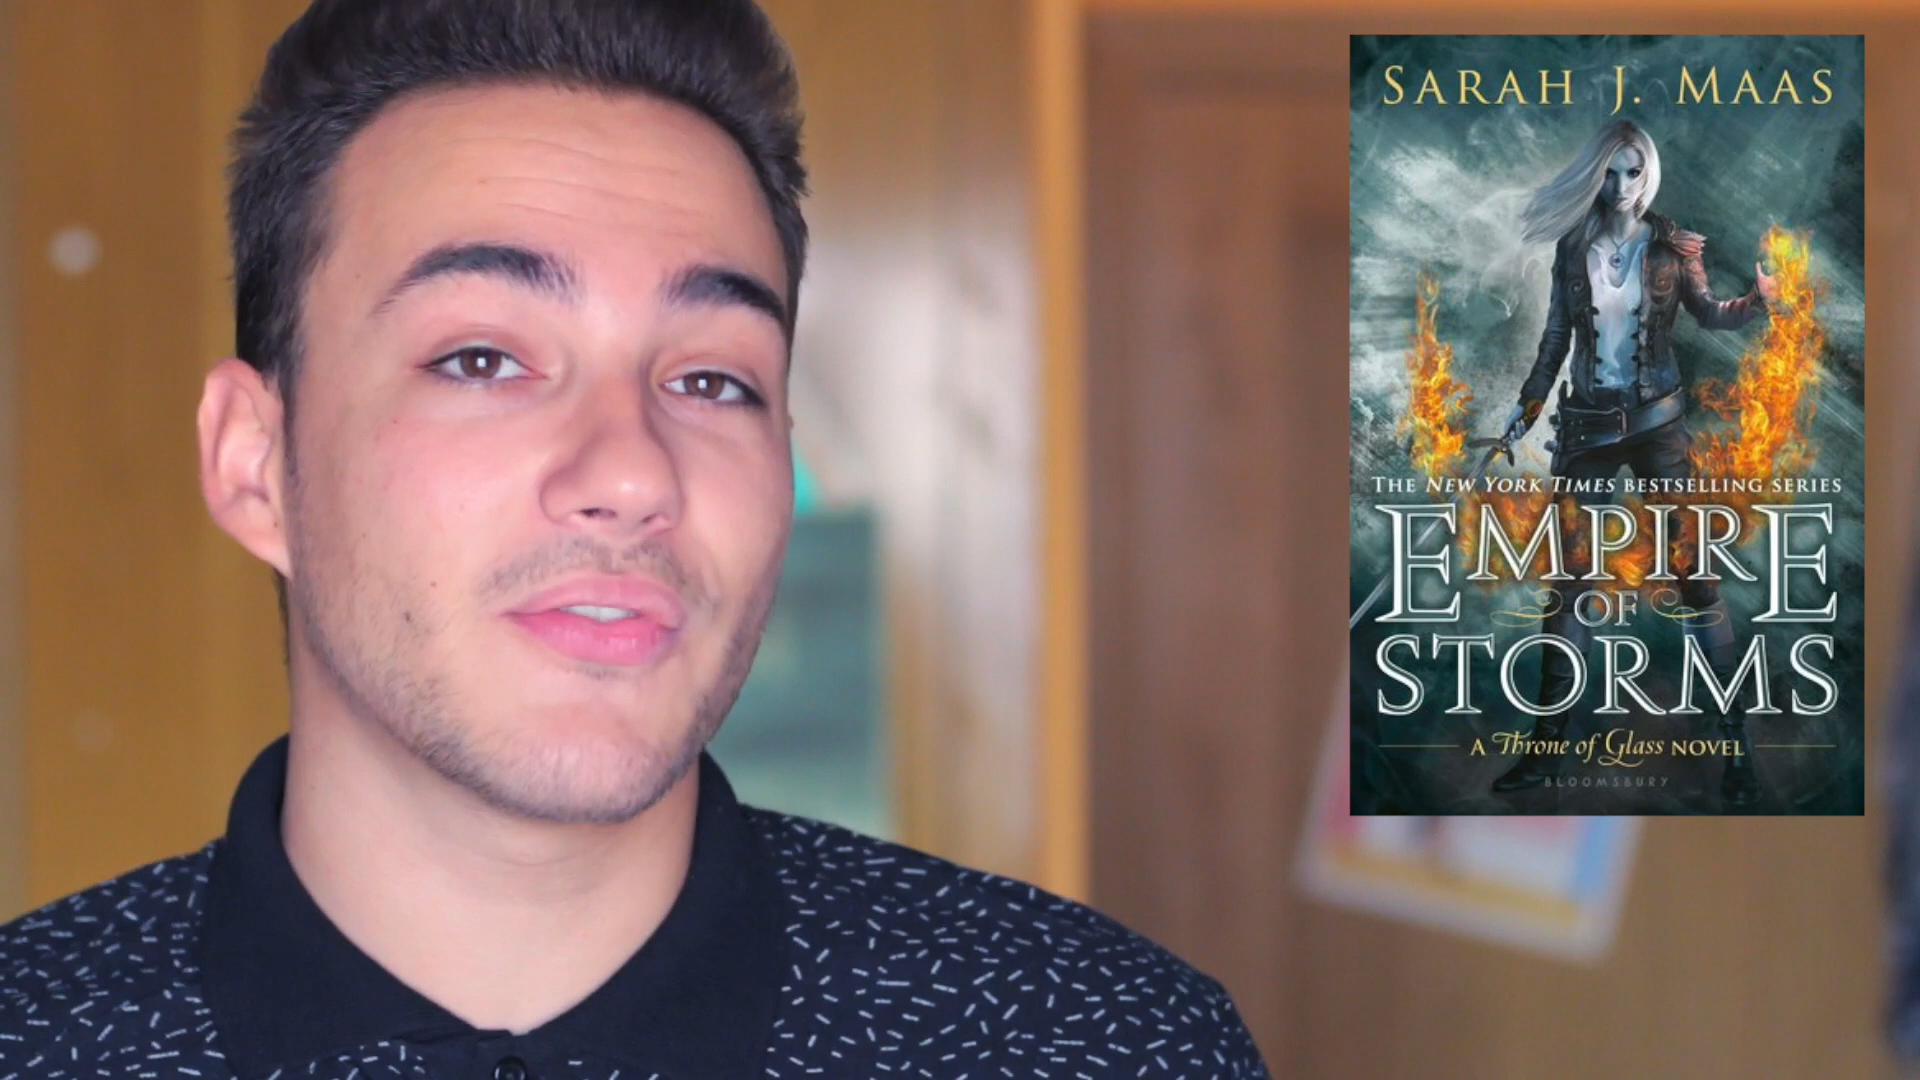 SARAH J. MAAS
THE NEW YORK TIMES BESTSELLING SERIES
EMPIRE
OF
STORMS
A Throne of Glass NOVEL
BLOOMSBURY